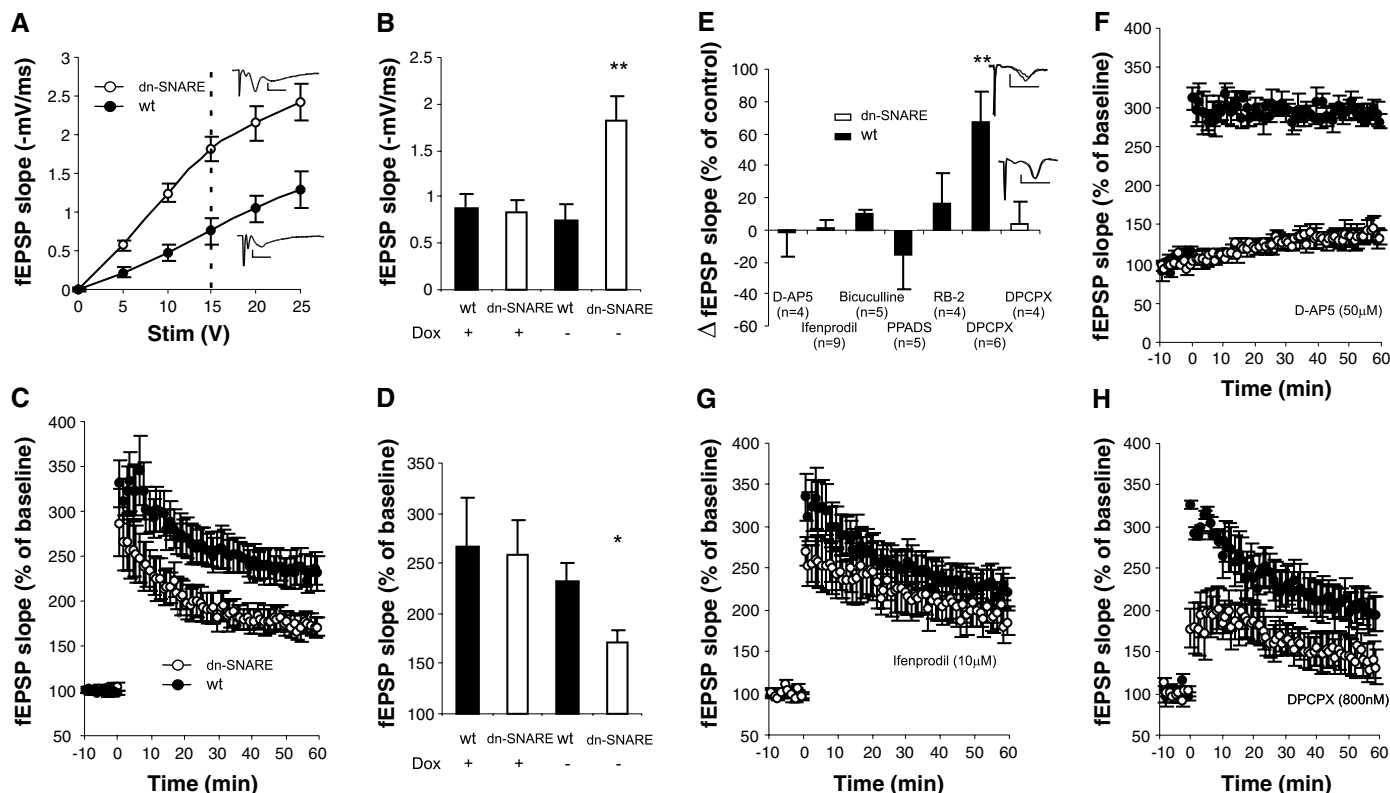 A
fEPSP slope (-mV/ms)
3
2.5
2
1.5
1
0.5
0
dn-SNARE
wt
0 5 10 15 20 25
Stim (V)
B
fEPSP slope (-mV/ms)
2.5
2
1.5
1
0.5
0
**
wt dn-SNARE wt dn-SNARE
Dox + + - -
E
Δ fEPSP slope (% of control)
100
80
60
40
20
0
-20
-40
-60
dn-SNARE
wt
**
D-AP5 (n=4)
Ifenprodil (n=9)
Bicuculline (n=5)
PPADS (n=5)
RB-2 (n=4)
DPCPX (n=6)
DPCPX (n=4)
F
fEPSP slope (% of baseline)
400
350
300
250
200
150
100
50
0
D-AP5 (50μM)
-10 0 10 20 30 40 50 60
Time (min)
C
fEPSP slope (% of baseline)
400
350
300
250
200
150
100
50
dn-SNARE
wt
-10 0 10 20 30 40 50 60
Time (min)
D
fEPSP slope (% of baseline)
350
300
250
200
150
100
*
wt dn-SNARE wt dn-SNARE
Dox + + - -
G
fEPSP slope (% of baseline)
400
350
300
250
200
150
100
50
Ifenprodil (10μM)
-10 0 10 20 30 40 50 60
Time (min)
H
fEPSP slope (% of baseline)
400
350
300
250
200
150
100
50
DPCPX (800nM)
-10 0 10 20 30 40 50 60
Time (min)